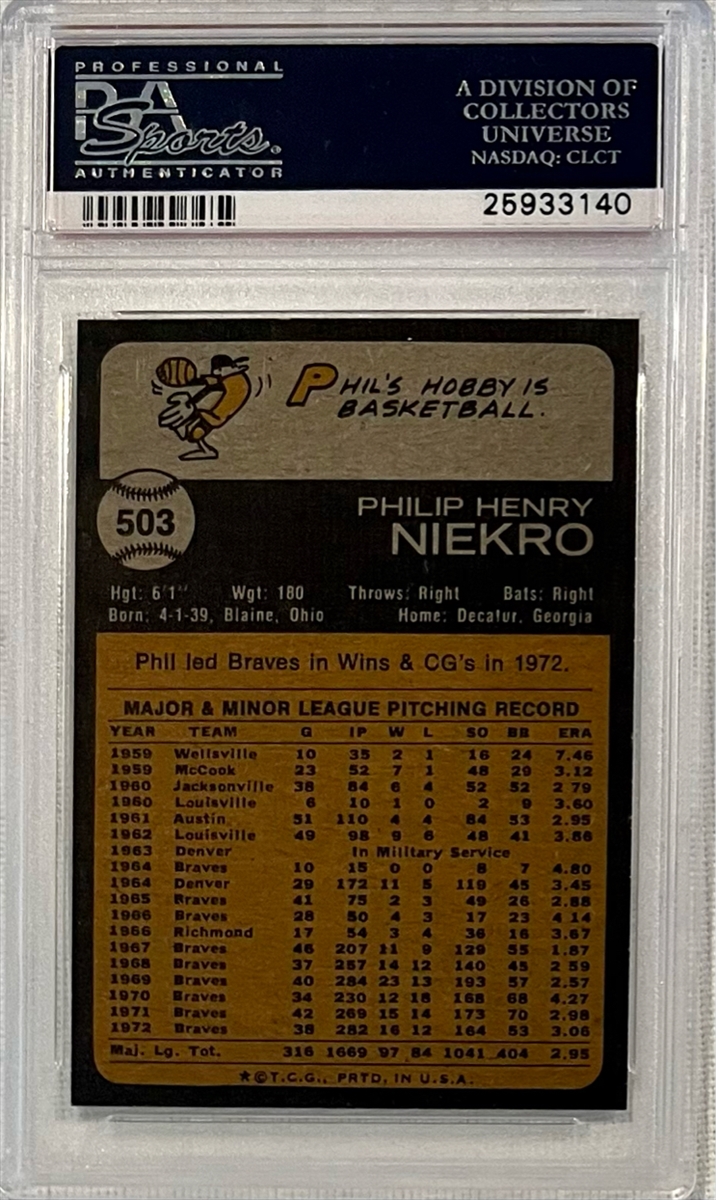 PROFESSIONAL
PSA
Sports
AUTHENTICATOR
A DIVISION OF
COLLECTORS
UNIVERSE
NASDAQ: CLCT
25933140
PHIL'S HOBBY IS
BASKETBALL.
503
PHILIP HENRY
NIEKRO
Hgt: 6'1" Wgt: 180 Throws: Right Bats: Right
Born: 4-1-39, Blaine, Ohio Home: Decatur, Georgia
Phil led Braves in Wins & CG's in 1972.
MAJOR & MINOR LEAGUE PITCHING RECORD
YEAR TEAM G IP W L SO BB ERA
1959 Wellsville 10 35 2 1 16 24 7.46
1959 McCook 23 52 7 1 48 29 3.12
1960 Jacksonville 38 84 6 4 52 52 2.79
1960 Louisville 6 10 1 0 2 9 3.60
1961 Austin 51 110 4 4 84 53 2.95
1962 Louisville 49 98 9 6 48 41 3.86
1963 Denver In Military Service
1964 Braves 10 15 0 0 8 7 4.80
1964 Denver 29 172 11 5 119 45 3.45
1965 Braves 41 75 2 3 49 26 2.88
1966 Braves 28 50 4 3 17 23 4.14
1966 Richmond 17 54 3 4 36 16 3.67
1967 Braves 46 207 11 9 129 55 1.87
1968 Braves 37 257 14 12 140 45 2.59
1969 Braves 40 284 23 13 193 57 2.57
1970 Braves 34 230 12 18 168 68 4.27
1971 Braves 42 269 15 14 173 70 2.98
1972 Braves 38 282 16 12 164 53 3.06
Maj. Lg. Tot. 316 1669 97 84 1041 404 2.95
★©T.C.G., PRTD, IN U.S.A.